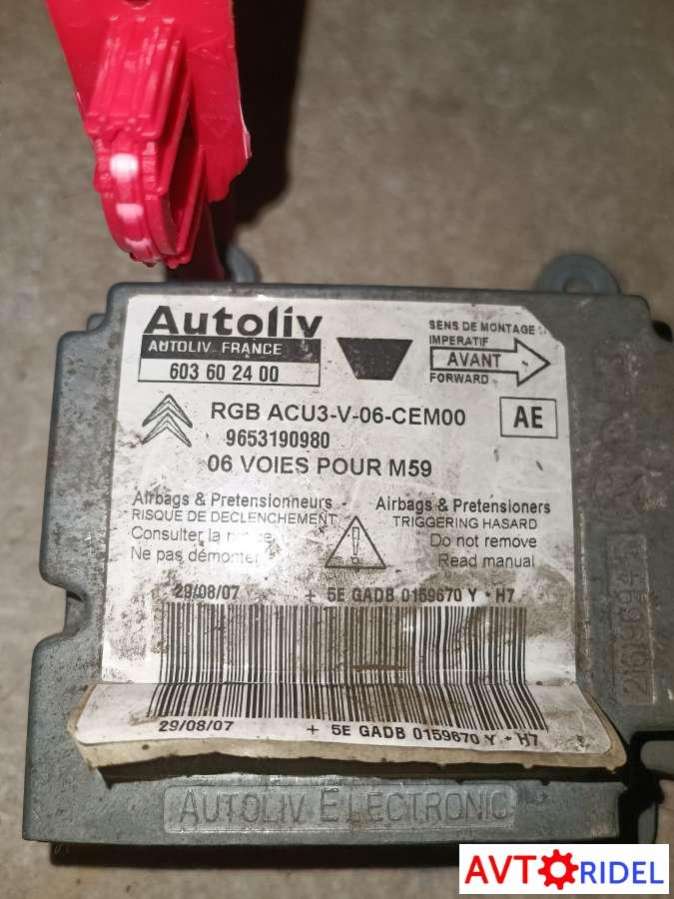 Autoliv
AUTOLIV FRANCE
603 60 24 00
SENS DE MONTAGE
IMPERATIF
AVANT
FORWARD
RGB ACU3-V-06-CEM00
AE
9653190980
06 VOIES POUR M59
Airbags & Pretensionneurs
RISQUE DE DECLENCHEMENT
Consulter la
Ne pas démonter
Airbags & Pretensioners
TRIGGERING HASARD
Do not remove
Read manual
29/08/07 + 5E GADB 0159670 Y - H7
29/08/07 + 5E GADB 0159670 Y - H7
AUTOLIV ELECTRONIC
AVTORIDEL